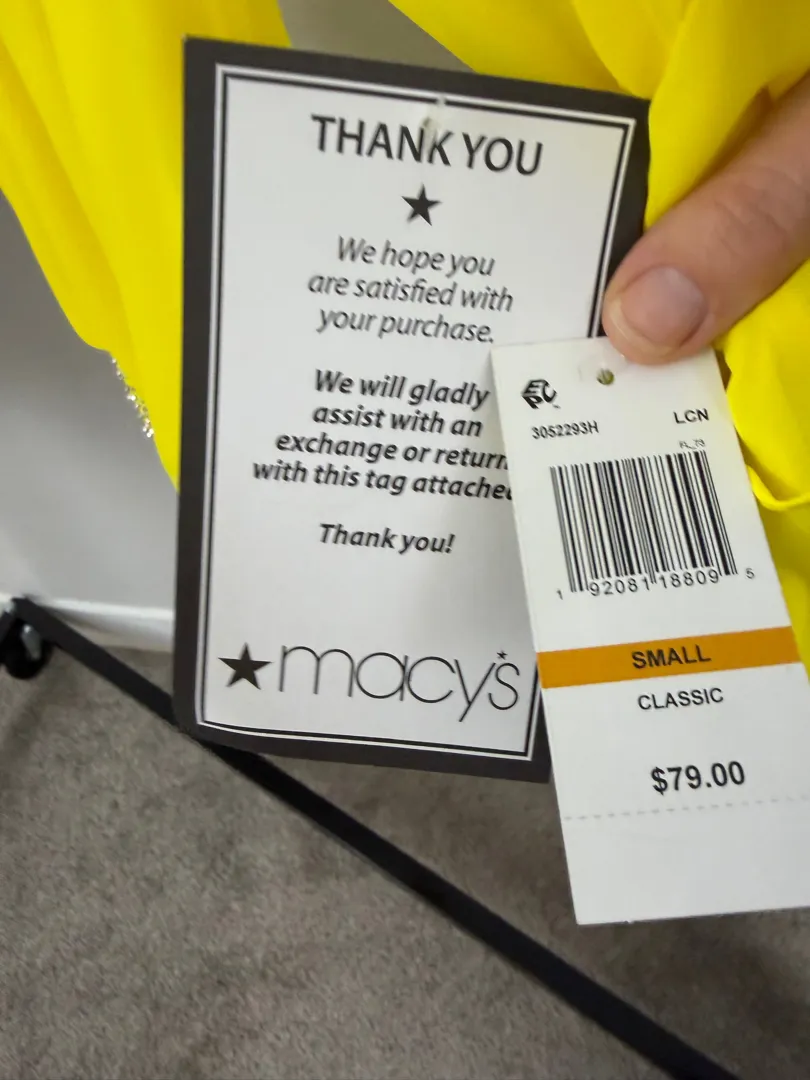 THANK YOU
We hope you
are satisfied with
your purchase.
We will gladly
assist with an
exchange or return
with this tag attached
Thank you!
macy's
EPC
3052293H
LCN
1 92081 18809 5
SMALL
CLASSIC
$79.00